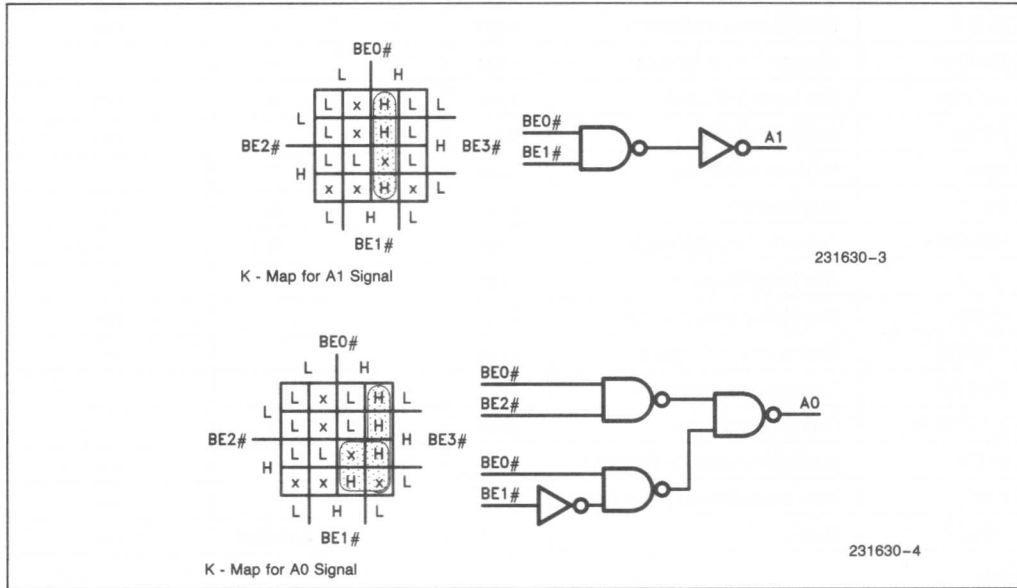 BE0#
L H
L x H L L
L
L x H L
BE2# H BE3#
L L x L
H
x x H x L
L H L
BE1#
K - Map for A1 Signal
BE0#
BE1#
A1
231630-3
BE0#
L H
L x L H L
L
L x L H
BE2# H BE3#
L L x H
H
x x H x L
L H L
BE1#
K - Map for A0 Signal
BE0#
BE2#
A0
BE0#
BE1#
231630-4